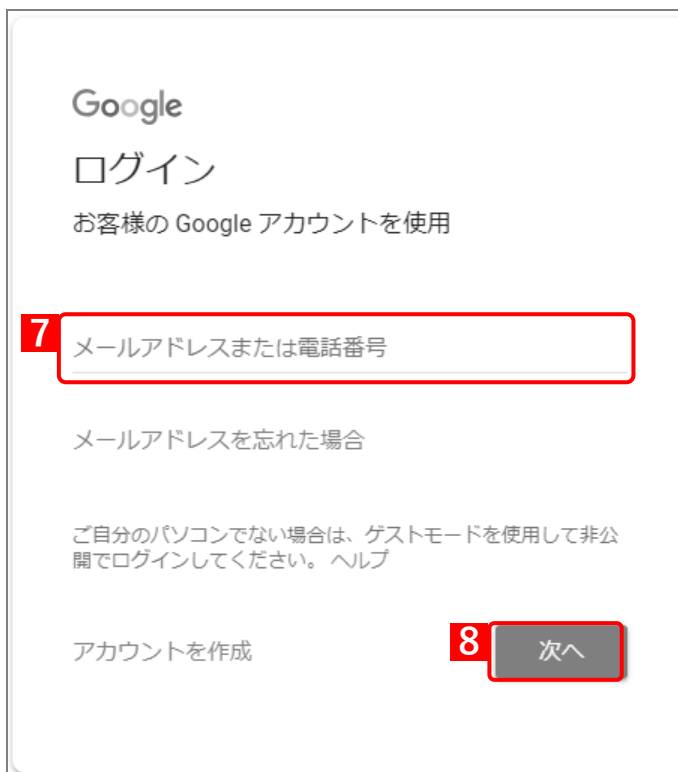 Google
ログイン
お客様の Google アカウントを使用
7
メールアドレスまたは電話番号
メールアドレスを忘れた場合
ご自分のパソコンでない場合は、ゲストモードを使用して非公
開でログインしてください。 ヘルプ
アカウントを作成
8
次へ